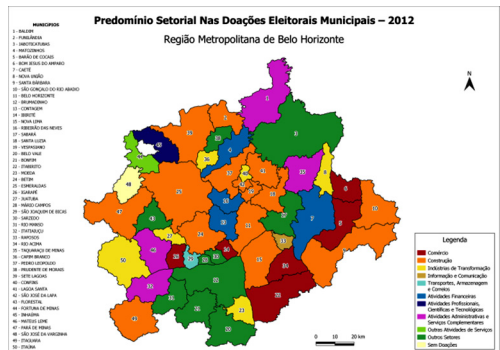 Predomínio Setorial Nas Doações Eleitorais Municipais – 2012
Região Metropolitana de Belo Horizonte
MUNICIPIOS
1 - BALDIM
2 - FUNILÂNDIA
3 - JABOTICATUBAS
4 - MATOZINHOS
5 - BARÃO DE COCAIS
6 - BOM JESUS DO AMPARO
7 - CAETÉ
8 - NOVA UNIÃO
9 - SANTA BÁRBARA
10 - SÃO GONÇALO DO RIO ABAIXO
11 - BELO HORIZONTE
12 - BRUMADINHO
13 - CONTAGEM
14 - IBIRITÉ
15 - NOVA LIMA
16 - RIBEIRÃO DAS NEVES
17 - SABARÁ
18 - SANTA LUZIA
19 - VESPASIANO
20 - BELO VALE
21 - BONFIM
22 - ITABIRITO
23 - MOEDA
24 - BETIM
25 - ESMERALDAS
26 - IGARAPÉ
27 - JUATUBA
28 - MÁRIO CAMPOS
29 - SÃO JOAQUIM DE BICAS
30 - SARZEDO
31 - RIO MANSO
32 - ITATIAIUÇU
33 - RAPOSOS
34 - RIO ACIMA
35 - TAQUARAÇU DE MINAS
36 - CAPIM BRANCO
37 - PEDRO LEOPOLDO
38 - PRUDENTE DE MORAIS
39 - SETE LAGOAS
40 - CONFINS
41 - LAGOA SANTA
42 - SÃO JOSÉ DA LAPA
43 - FLORESTAL
44 - FORTUNA DE MINAS
45 - INHAÚMA
46 - MATEUS LEME
47 - PARÁ DE MINAS
48 - SÃO JOSÉ DA VARGINHA
49 - ITAGUARA
50 - ITAÚNA
Legenda
Comércio
Construção
Indústrias de Transformação
Informação e Comunicação
Transportes, Armazenagem
e Correio
Atividades Financeiras
Atividades Profissionais,
Científicas e Tecnológicas
Atividades Administrativas e
Serviços Complementares
Outras Atividades de Serviços
Outros Setores
Sem Doações
10 0 10 20 km